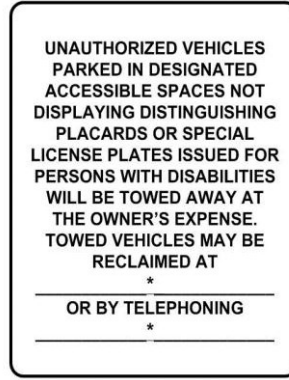 UNAUTHORIZED VEHICLES
PARKED IN DESIGNATED
ACCESSIBLE SPACES NOT
DISPLAYING DISTINGUISHING
PLACARDS OR SPECIAL
LICENSE PLATES ISSUED FOR
PERSONS WITH DISABILITIES
WILL BE TOWED AWAY AT
THE OWNER'S EXPENSE.
TOWED VEHICLES MAY BE
RECLAIMED AT
*
OR BY TELEPHONING
*